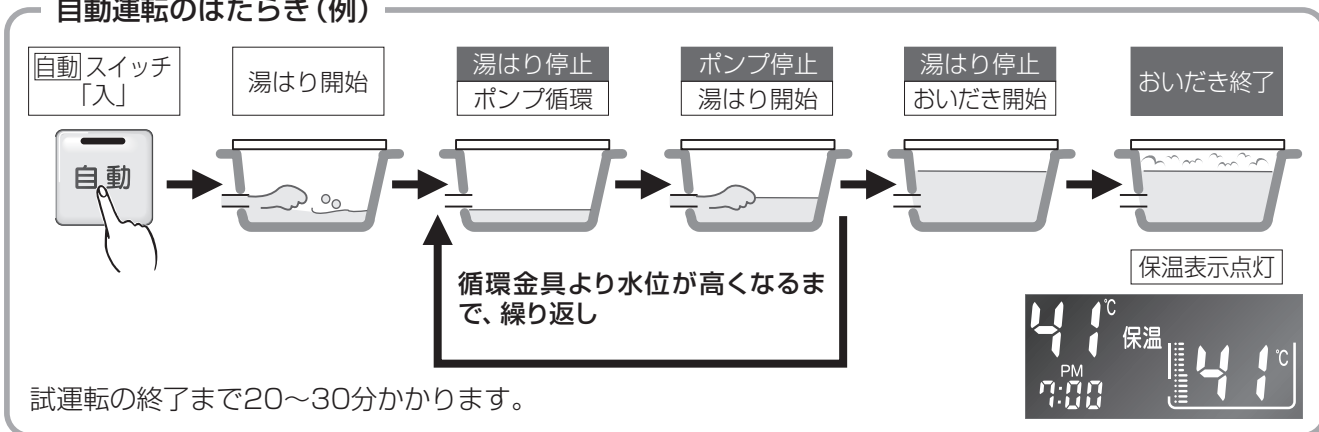 自動運転のはたらき(例)
自動スイッチ
「入」
湯はり開始
湯はり停止
ポンプ循環
ポンプ停止
湯はり開始
湯はり停止
おいだき開始
おいだき終了
自動
循環金具より水位が高くなるま
で、繰り返し
保温表示点灯
41℃
保温
PM
7:00
41℃
試運転の終了まで20〜30分かかります。